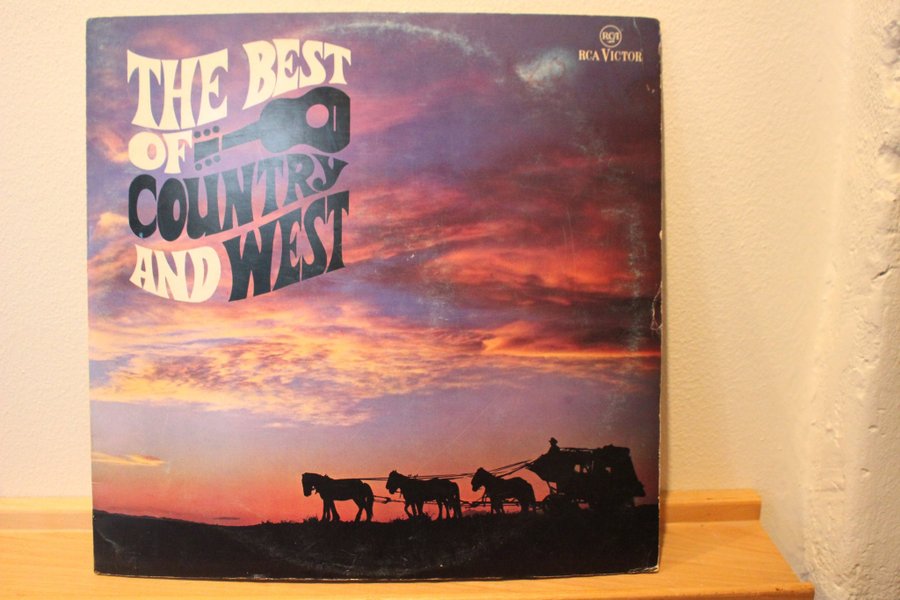 THE BEST
OF
COUNTRY
AND WEST
RCA
RCA VICTOR